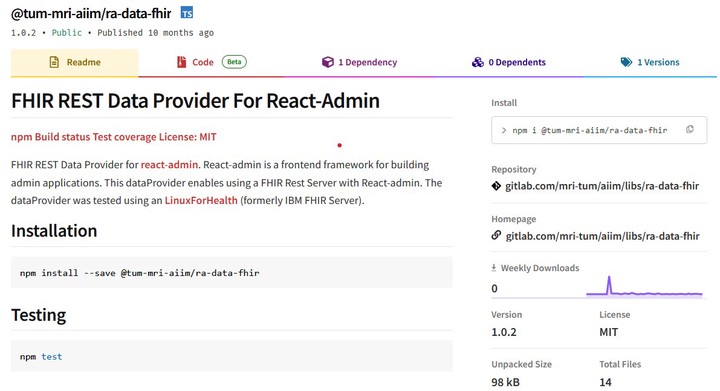 @tum-mri-aiim/ra-data-fhir TS
1.0.2 • Public • Published 10 months ago
Readme
Code Beta
1 Dependency
0 Dependents
1 Versions
FHIR REST Data Provider For React-Admin
npm Build status Test coverage License: MIT
FHIR REST Data Provider for react-admin. React-admin is a frontend framework for building
admin applications. This dataProvider enables using a FHIR Rest Server with React-admin. The
dataProvider was tested using an LinuxForHealth (formerly IBM FHIR Server).
Installation
npm install --save @tum-mri-aiim/ra-data-fhir
Testing
npm test
Install
> npm i @tum-mri-aiim/ra-data-fhir
Repository
gitlab.com/mri-tum/aiim/libs/ra-data-fhir
Homepage
gitlab.com/mri-tum/aiim/libs/ra-data-fhir
Weekly Downloads
0
Version
License
1.0.2
MIT
Unpacked Size
Total Files
98 kB
14